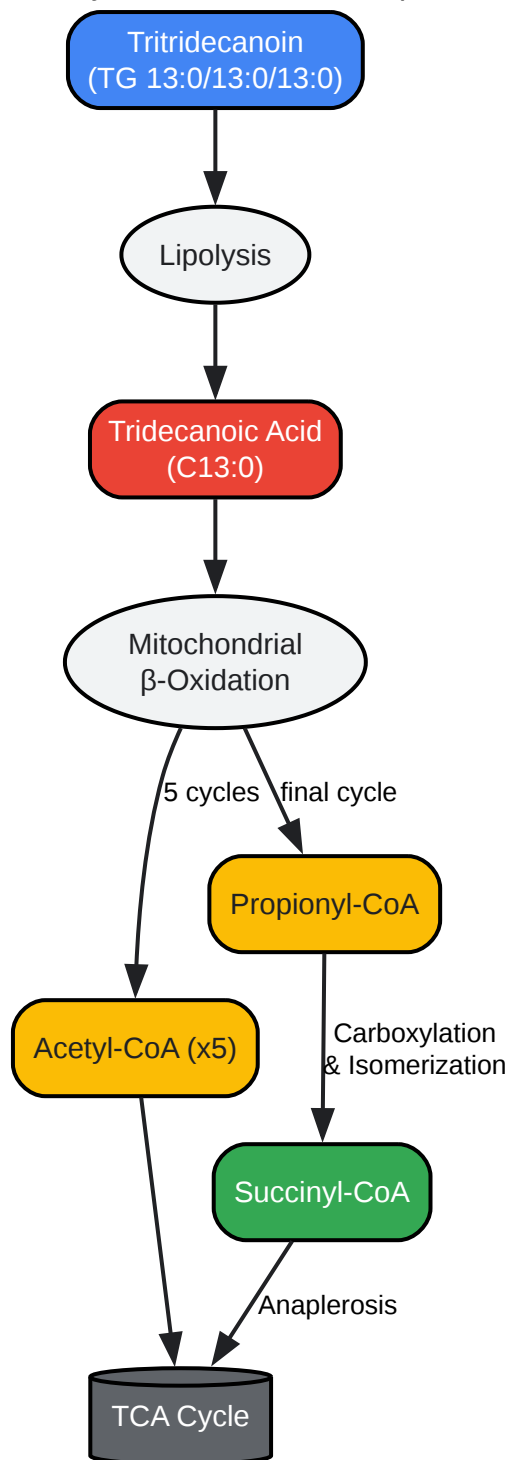 Tritridecanoin
(TG 13:0/13:0/13:0)
Lipolysis
Tridecanoic Acid
(C13:0)
Mitochondrial
β-Oxidation
5 cycles
final cycle
Propionyl-CoA
Acetyl-CoA (x5)
Carboxylation
& Isomerization
Succinyl-CoA
Anaplerosis
TCA Cycle